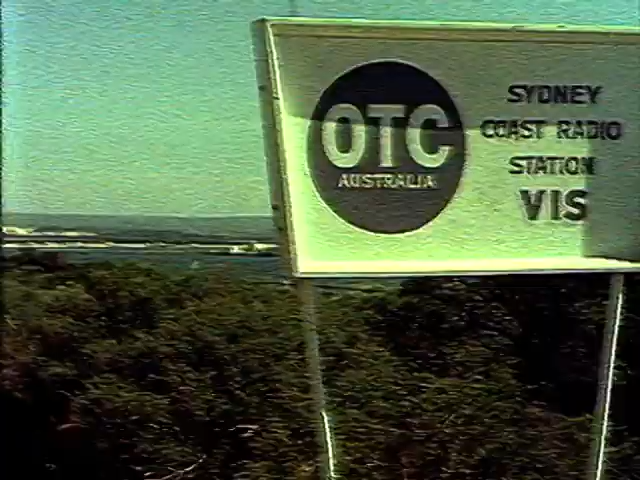 OTC
AUSTRALIA
SYDNEY
COAST RADIO
STATION
VIS